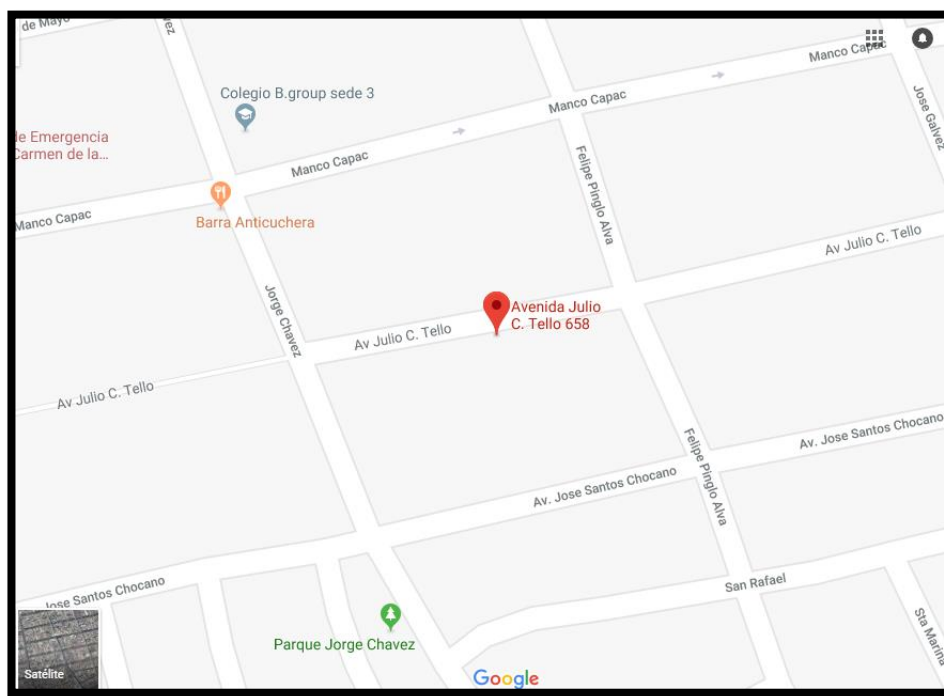 de Mayo
vez
Manco Capac
Colegio B.group sede 3
Manco Capac
Jose Galvez
de Emergencia
Carmen de la...
Manco Capac
Felipe Pinglo Alva
Manco Capac
Barra Anticuchera
Av Julio C. Tello
Jorge Chavez
Avenida Julio
C. Tello 658
Av Julio C. Tello
Av Julio C. Tello
Felipe Pinglo Alva
Av. Jose Santos Chocano
Av. Jose Santos Chocano
Jose Santos Chocano
San Rafael
Sta Marina
Parque Jorge Chavez
Satélite
Google